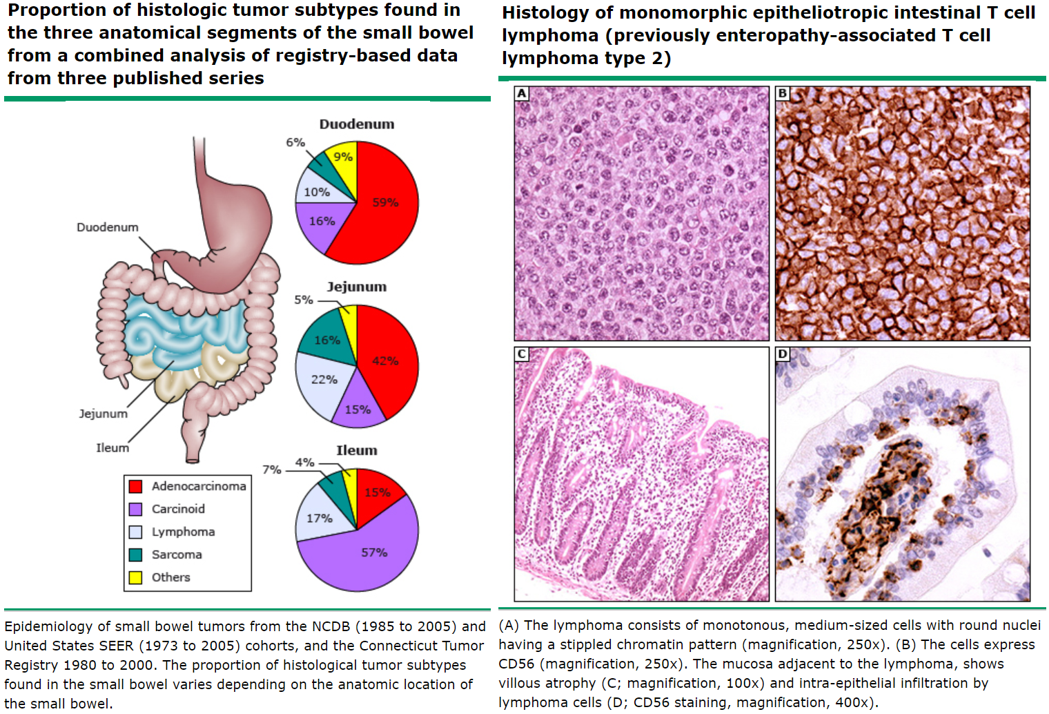 Proportion of histologic tumor subtypes found in
the three anatomical segments of the small bowel
from a combined analysis of registry-based data
from three published series
Duodenum
6%
9%
10%
59%
16%
Duodenum
Jejunum
5%
16%
42%
22%
15%
Jejunum
Ileum
Ileum
4%
7%
15%
17%
57%
Adenocarcinoma
Carcinoid
Lymphoma
Sarcoma
Others
Epidemiology of small bowel tumors from the NCDB (1985 to 2005) and
United States SEER (1973 to 2005) cohorts, and the Connecticut Tumor
Registry 1980 to 2000. The proportion of histological tumor subtypes
found in the small bowel varies depending on the anatomic location of
the small bowel.
Histology of monomorphic epitheliotropic intestinal T cell
lymphoma (previously enteropathy-associated T cell
lymphoma type 2)
A
B
C
D
(A) The lymphoma consists of monotonous, medium-sized cells with round nuclei
having a stippled chromatin pattern (magnification, 250x). (B) The cells express
CD56 (magnification, 250x). The mucosa adjacent to the lymphoma, shows
villous atrophy (C; magnification, 100x) and intra-epithelial infiltration by
lymphoma cells (D; CD56 staining, magnification, 400x).